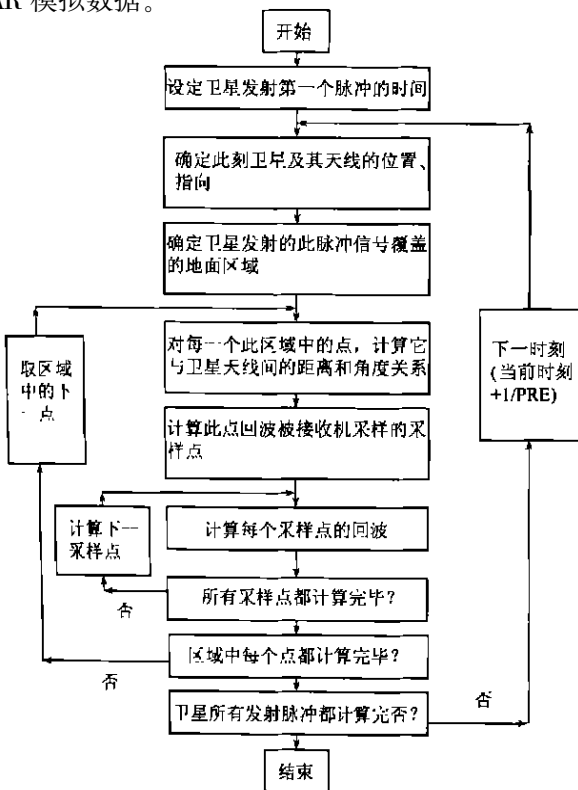 AR 模拟数据。
开始
设定卫星发射第一个脉冲的时间
确定此刻卫星及其天线的位置、
指向
确定卫星发射的此脉冲信号覆盖
的地面区域
对每一个此区域中的点,计算它
与卫星天线间的距离和角度关系
计算此点回波被接收机采样的采
样点
计算每个采样点的回波
所有采样点都计算完毕?
区域中每个点都计算完毕?
卫星所有发射脉冲都计算完否?
结束
取区域
中的下
一点
计算下一
采样点
否
否
否
下一时刻
(当前时刻
+1/PRE)